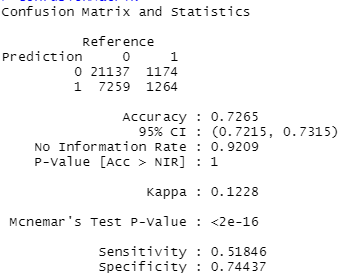 Confusion Matrix and Statistics
Reference
Prediction 0 1
0 21137 1174
1 7259 1264
Accuracy : 0.7265
95% CI : (0.7215, 0.7315)
No Information Rate : 0.9209
P-Value [Acc > NIR] : 1
Kappa : 0.1228
Mcnemar's Test P-Value : <2e-16
Sensitivity : 0.51846
Specificity : 0.74437